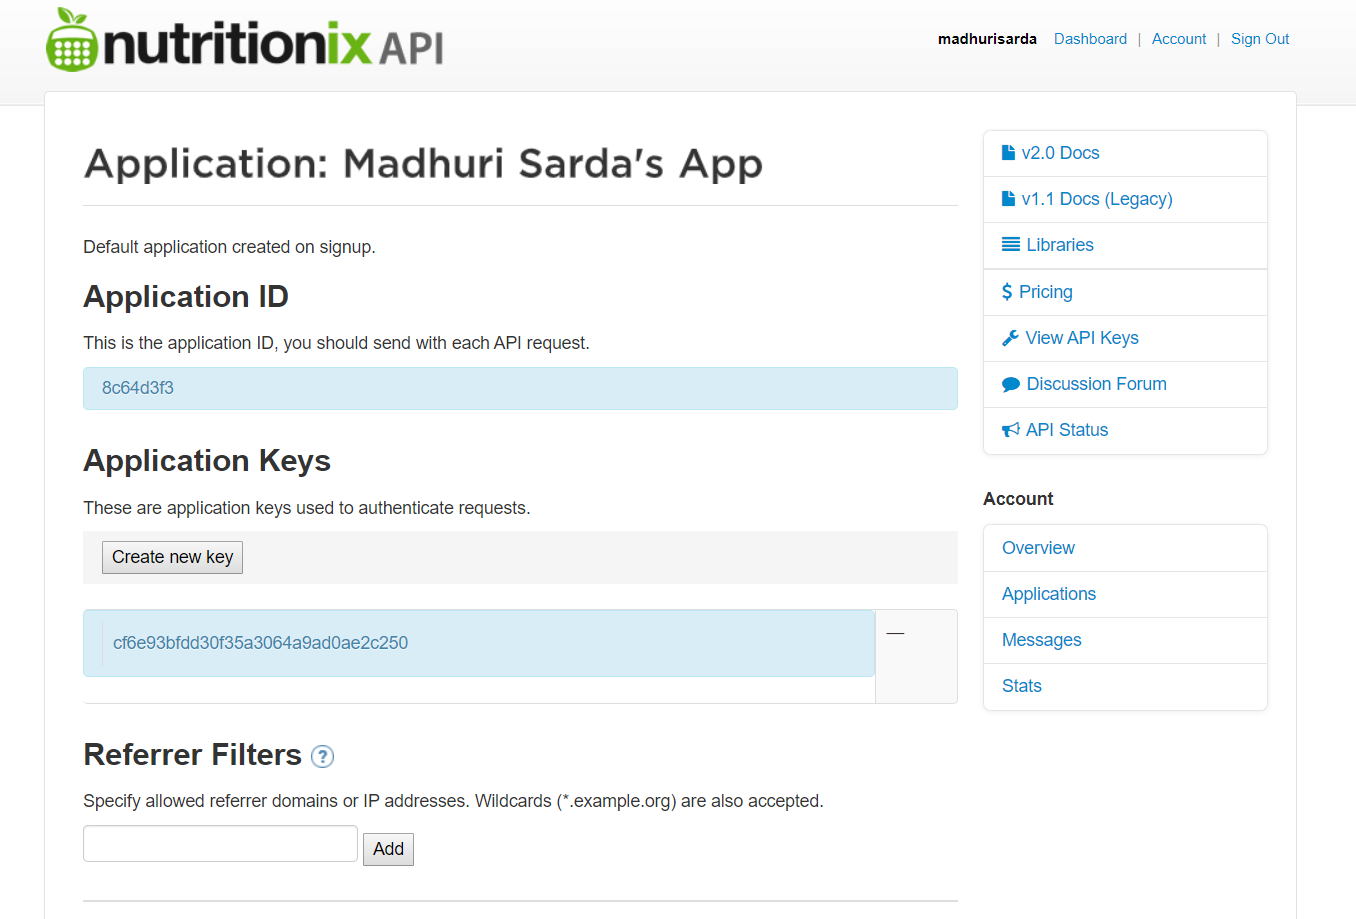 nutritionix API
madhurisarda Dashboard | Account | Sign Out
Application: Madhuri Sarda's App
Default application created on signup.
Application ID
This is the application ID, you should send with each API request.
8c64d3f3
Application Keys
These are application keys used to authenticate requests.
Create new key
cf6e93bfdd30f35a3064a9ad0ae2c250
—
Referrer Filters ?
Specify allowed referrer domains or IP addresses. Wildcards (*.example.org) are also accepted.
Add
v2.0 Docs
v1.1 Docs (Legacy)
Libraries
$ Pricing
View API Keys
Discussion Forum
API Status
Account
Overview
Applications
Messages
Stats